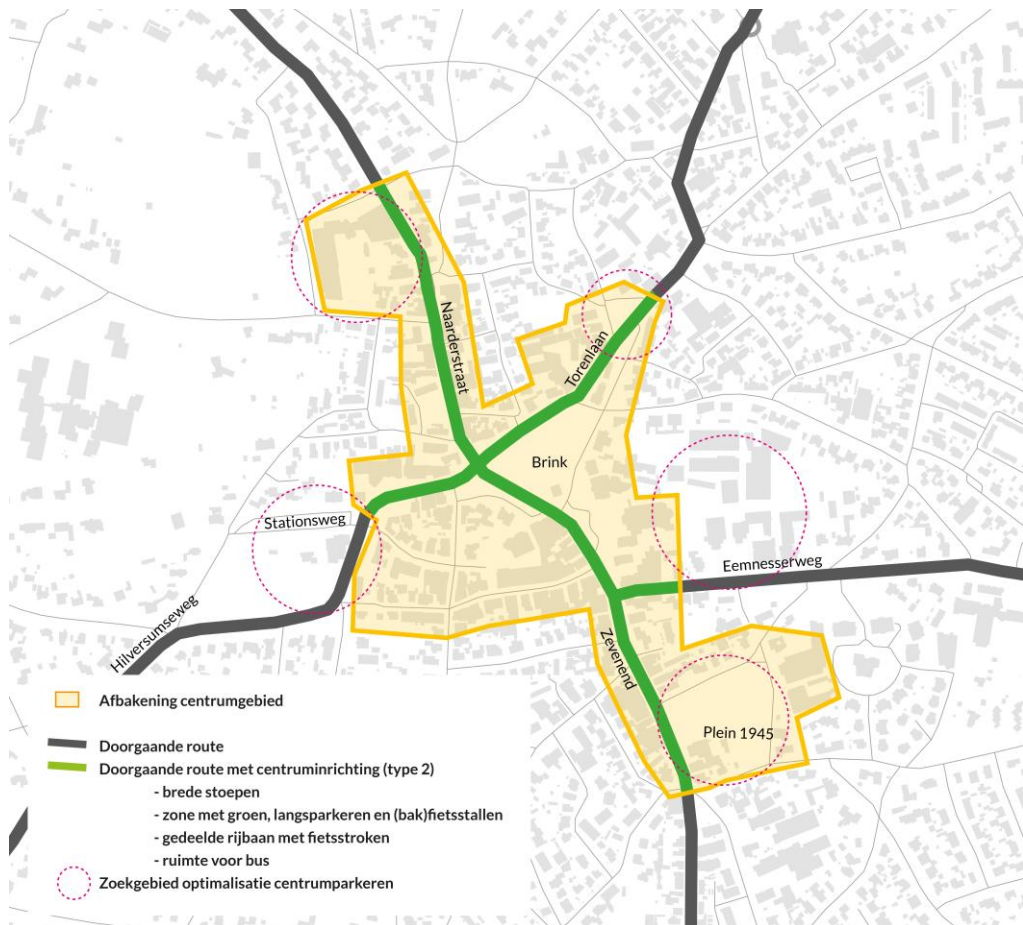 Naarderstraat
Torenlaan
Brink
Stationsweg
Eemnesserweg
Hilversumseweg
Zevenend
Plein 1945
Afbakening centrumgebied
Doorgaande route
Doorgaande route met centruminrichting (type 2)
- brede stoepen
- zone met groen, langsparkeren en (bak)fietsstallen
- gedeelde rijbaan met fietsstroken
- ruimte voor bus
Zoekgebied optimalisatie centrumparkeren